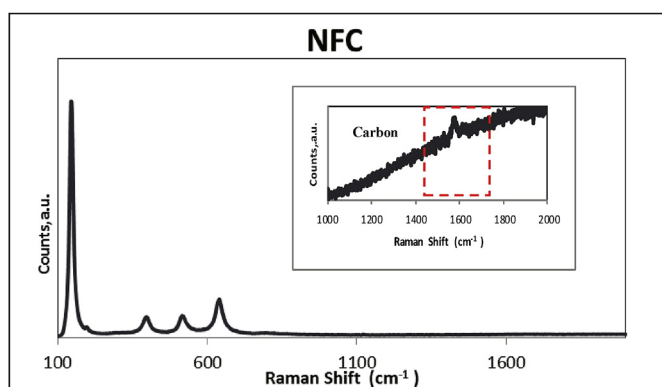 NFC
Counts,a.u.
Carbon
Counts,.a.u.
1000 1200 1400 1600 1800 2000
Raman Shift (cm⁻¹)
100 600 1100 1600
Raman Shift (cm⁻¹)